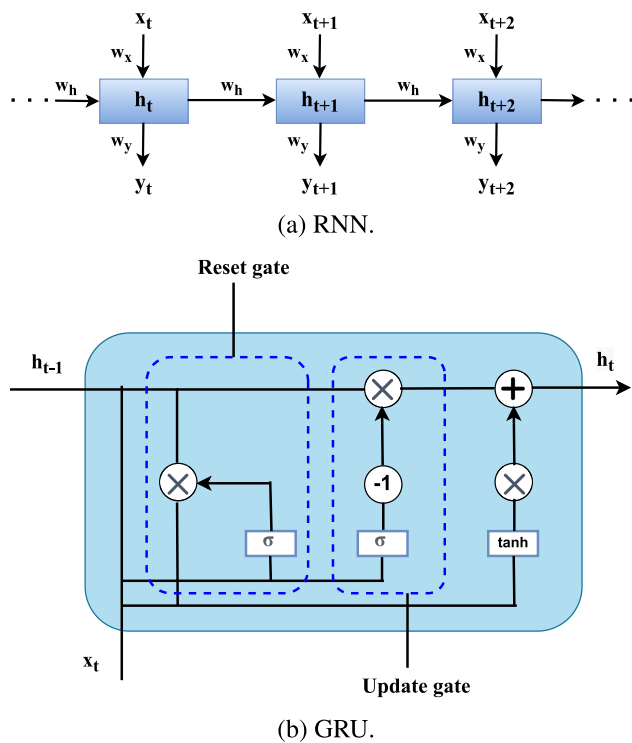 x_t x_{t+1} x_{t+2}
w_x w_x w_x
. . . w_h h_t w_h h_{t+1} w_h h_{t+2} . . .
w_y w_y w_y
y_t y_{t+1} y_{t+2}
(a) RNN.
Reset gate
h_{t-1} h_t
-1
σ σ tanh
x_t
Update gate
(b) GRU.